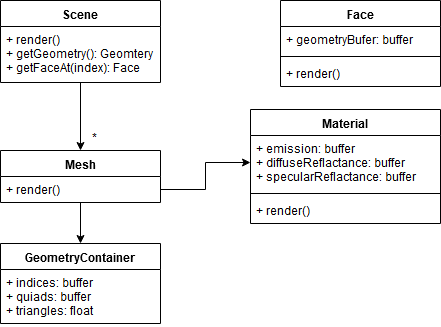 Scene
+ render()
+ getGeometry(): Geomtery
+ getFaceAt(index): Face
Face
+ geometryBufer: buffer
+ render()
*
Mesh
+ render()
Material
+ emission: buffer
+ diffuseReflactance: buffer
+ specularReflactance: buffer
+ render()
GeometryContainer
+ indices: buffer
+ quiads: buffer
+ triangles: float